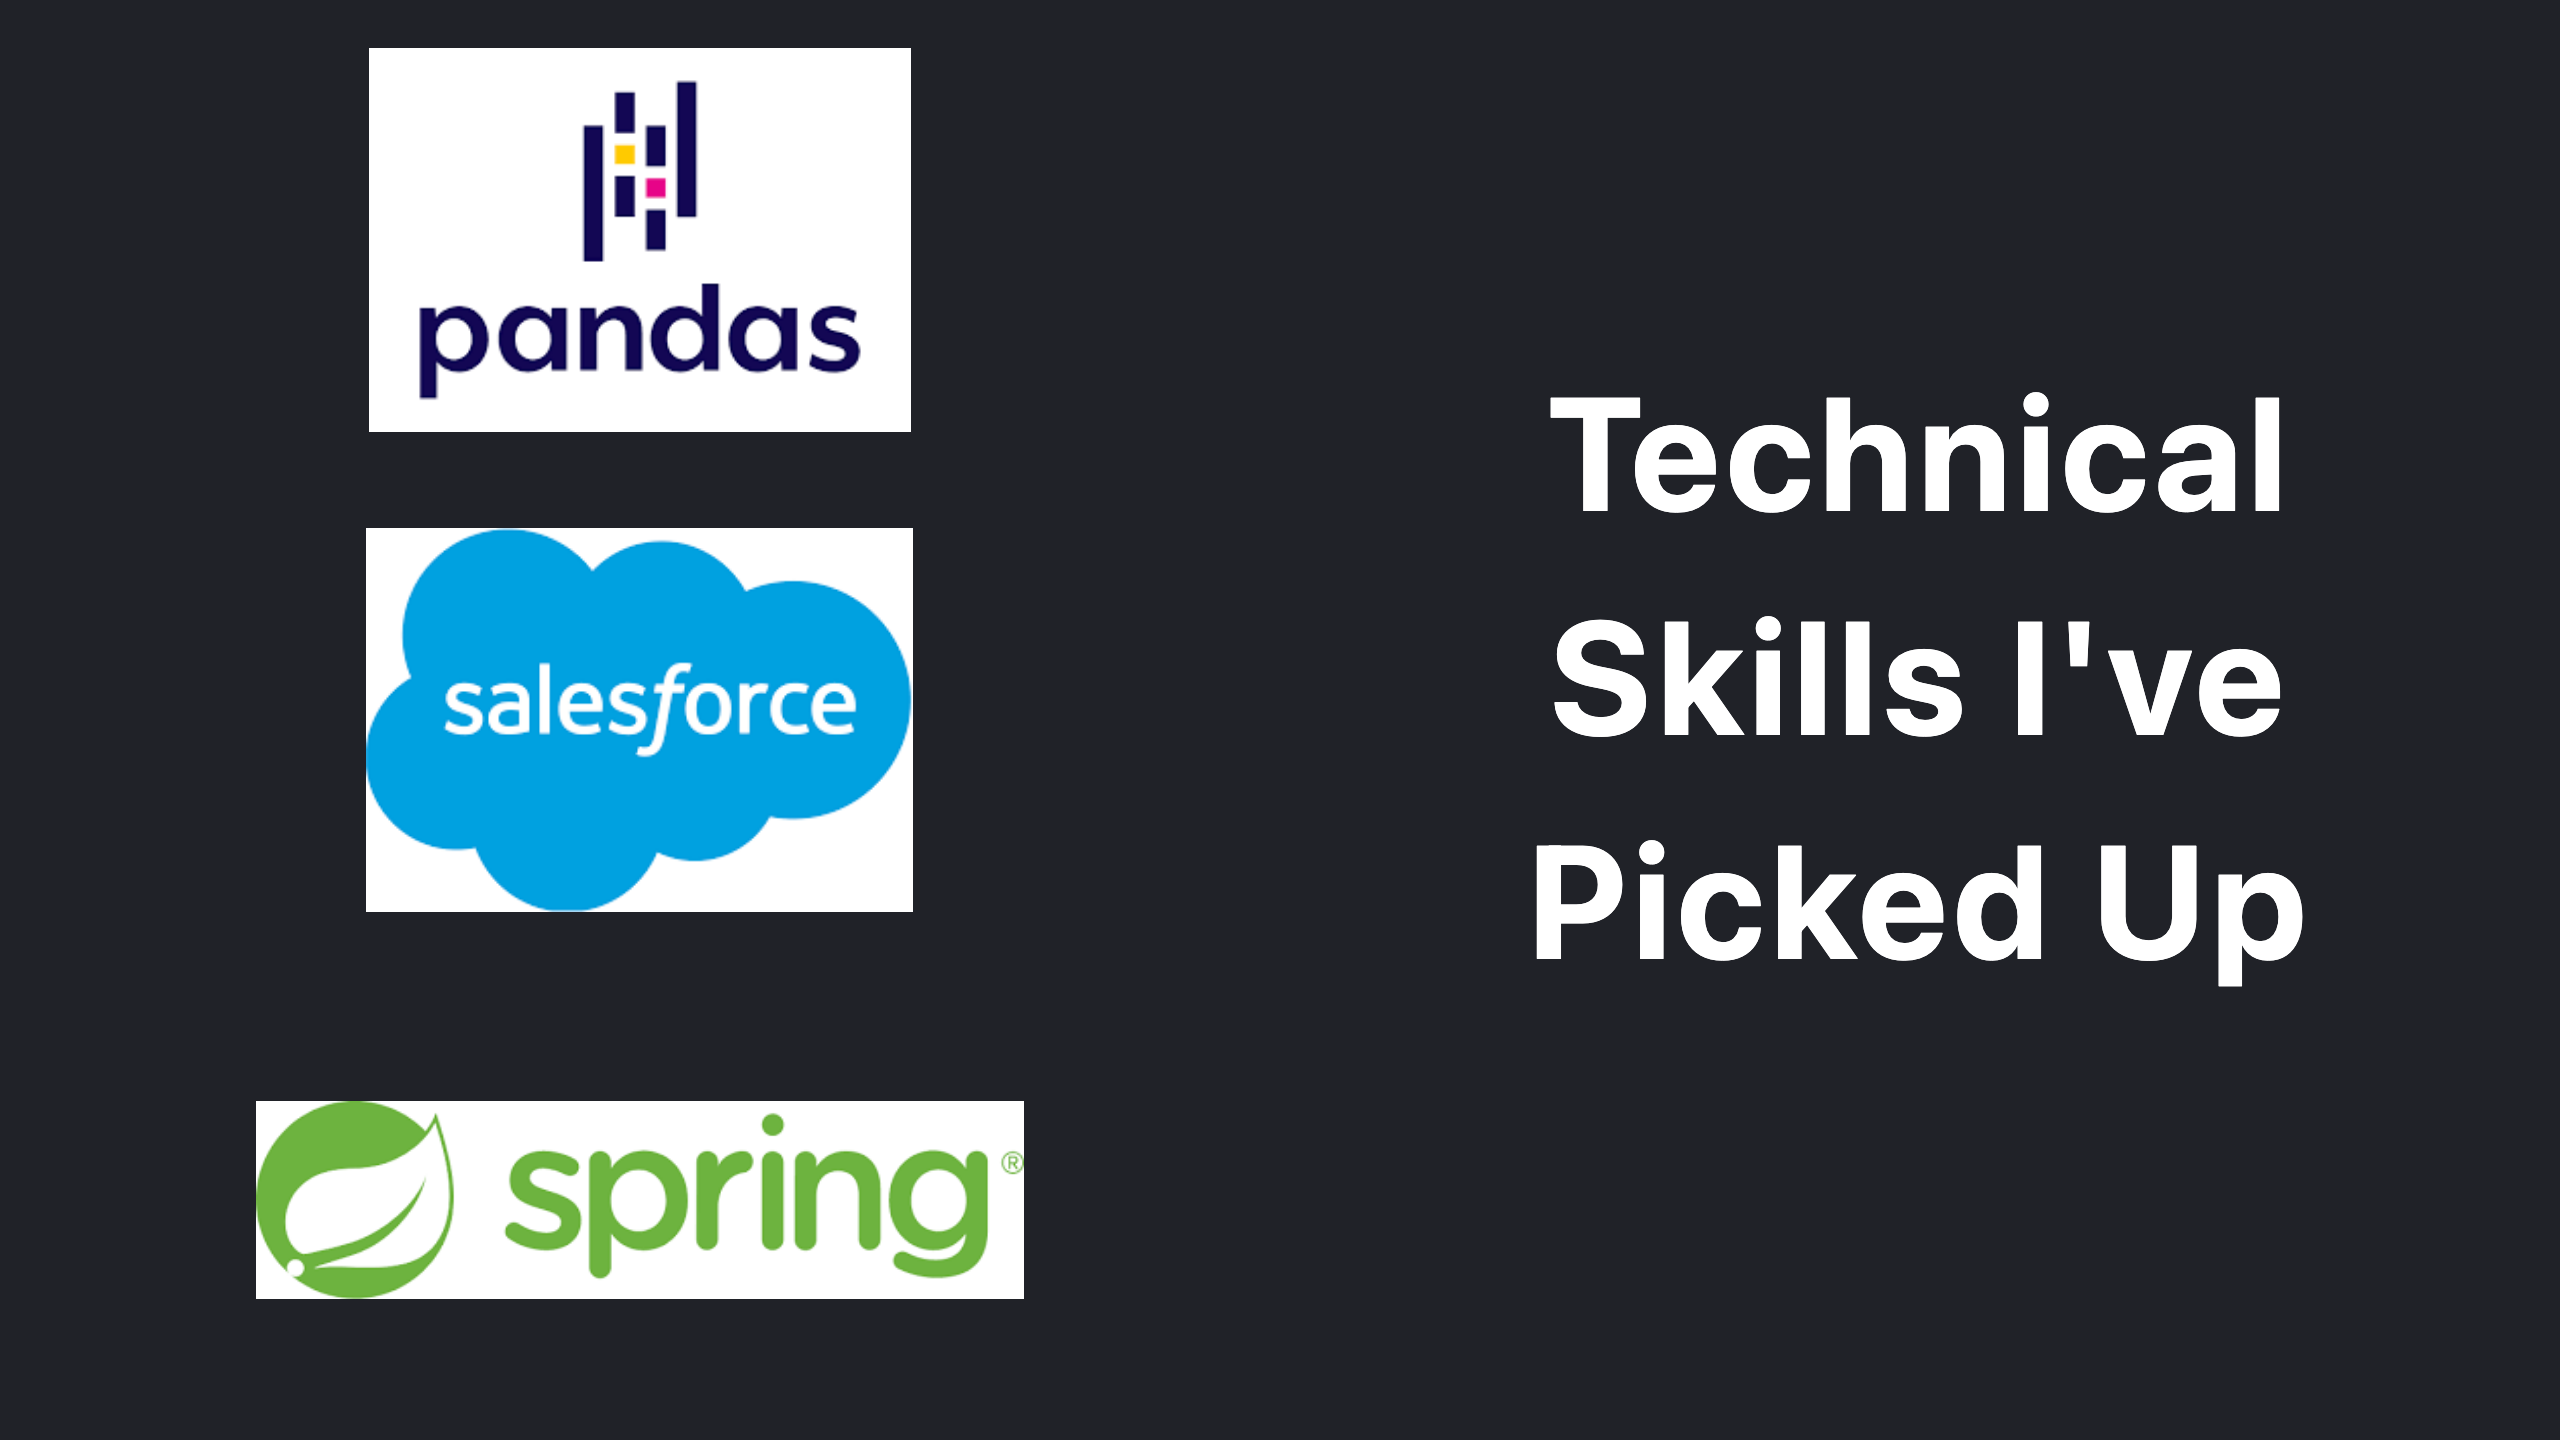 pandas
salesforce
spring®
Technical
Skills I've
Picked Up